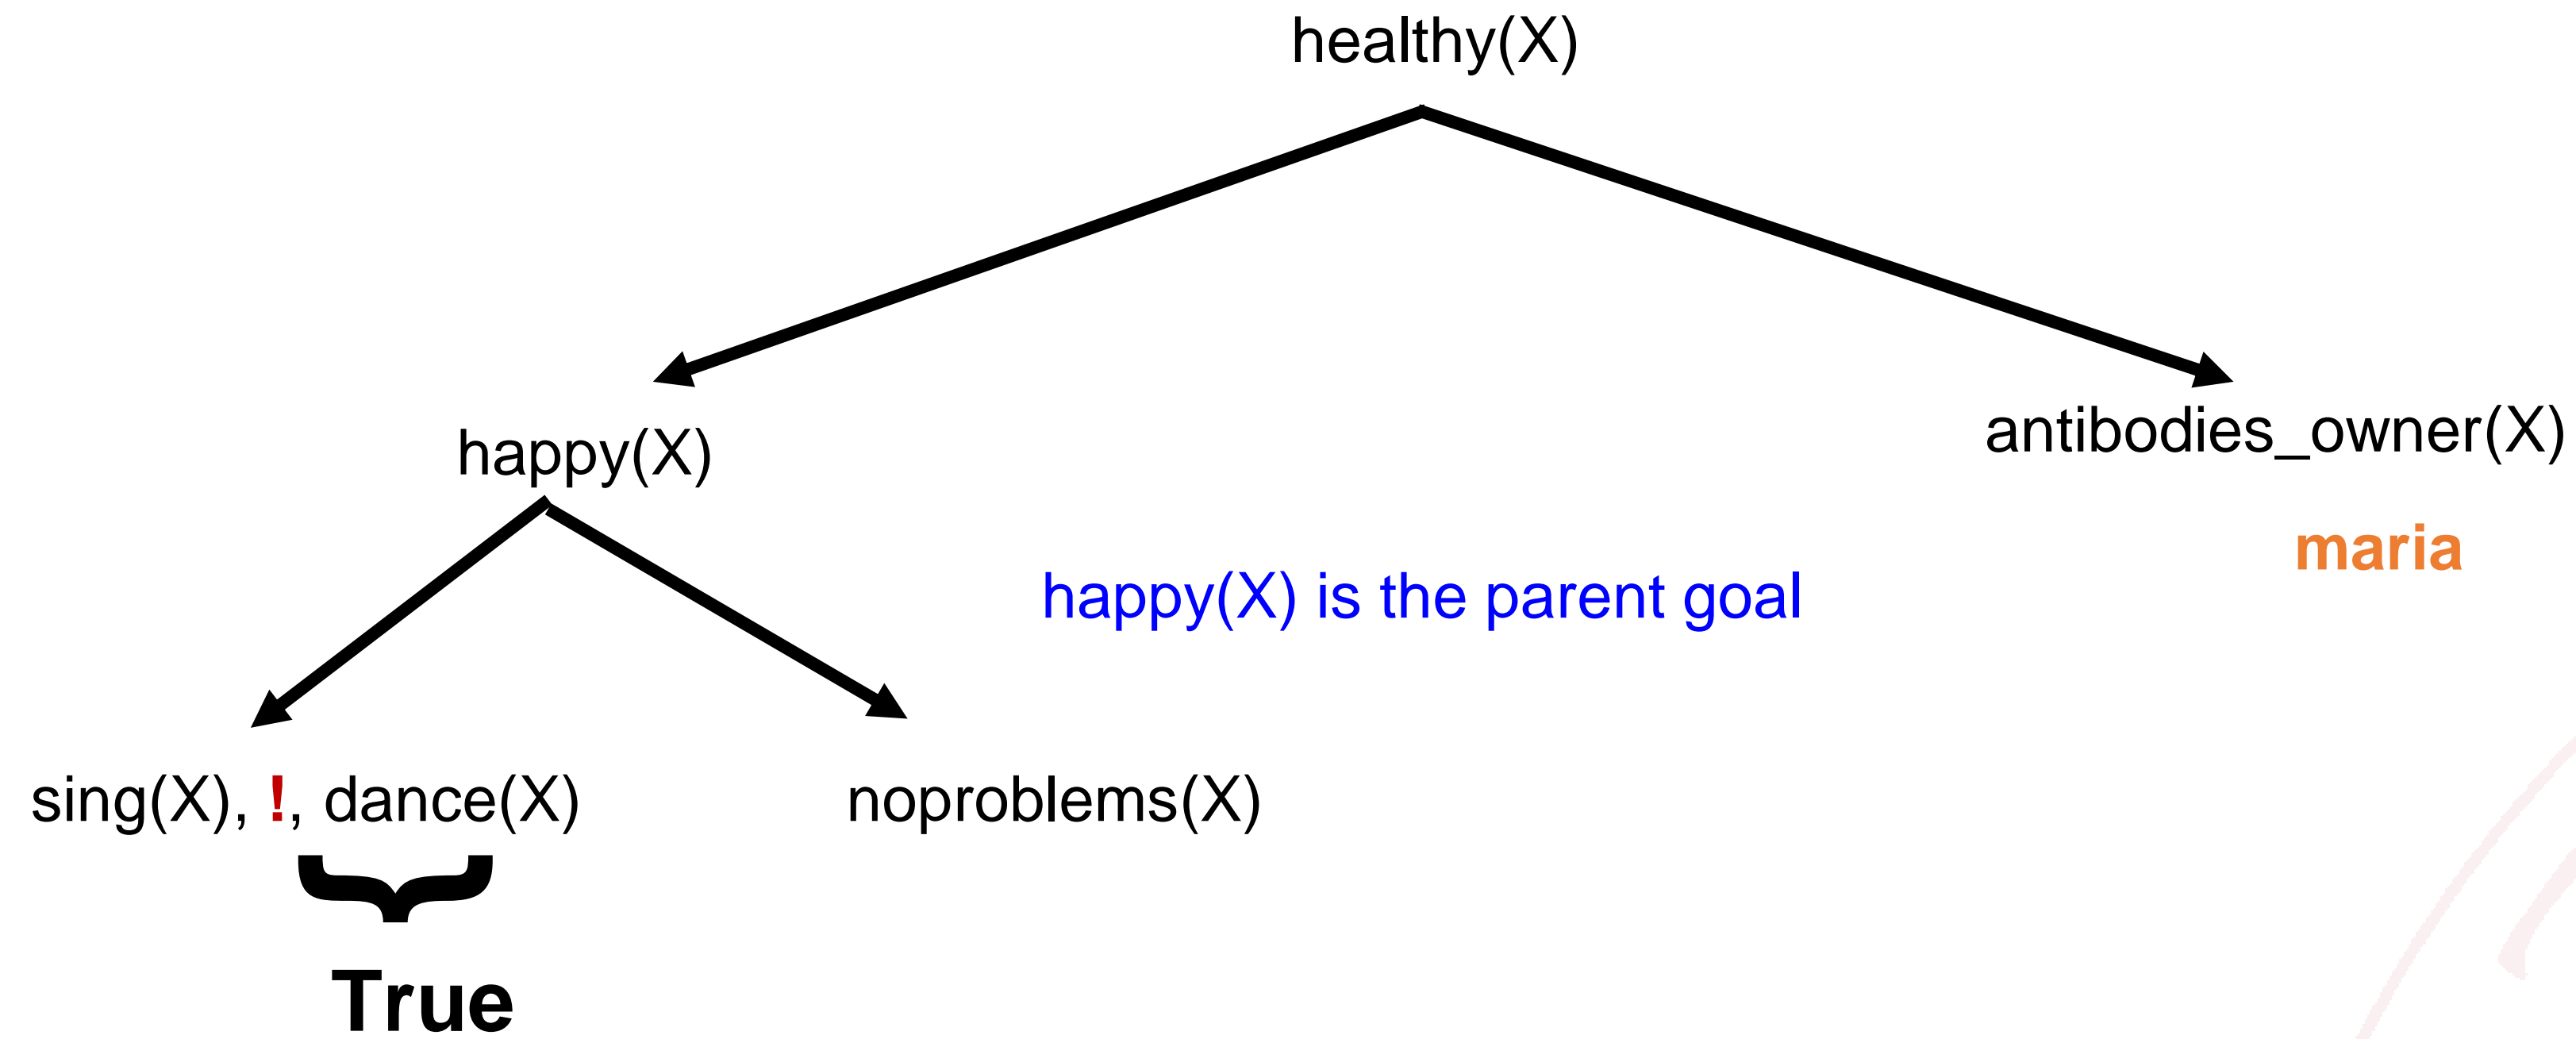 healthy(X)
happy(X)
antibodies_owner(X)
maria
happy(X) is the parent goal
sing(X), !, dance(X)
noproblems(X)
True